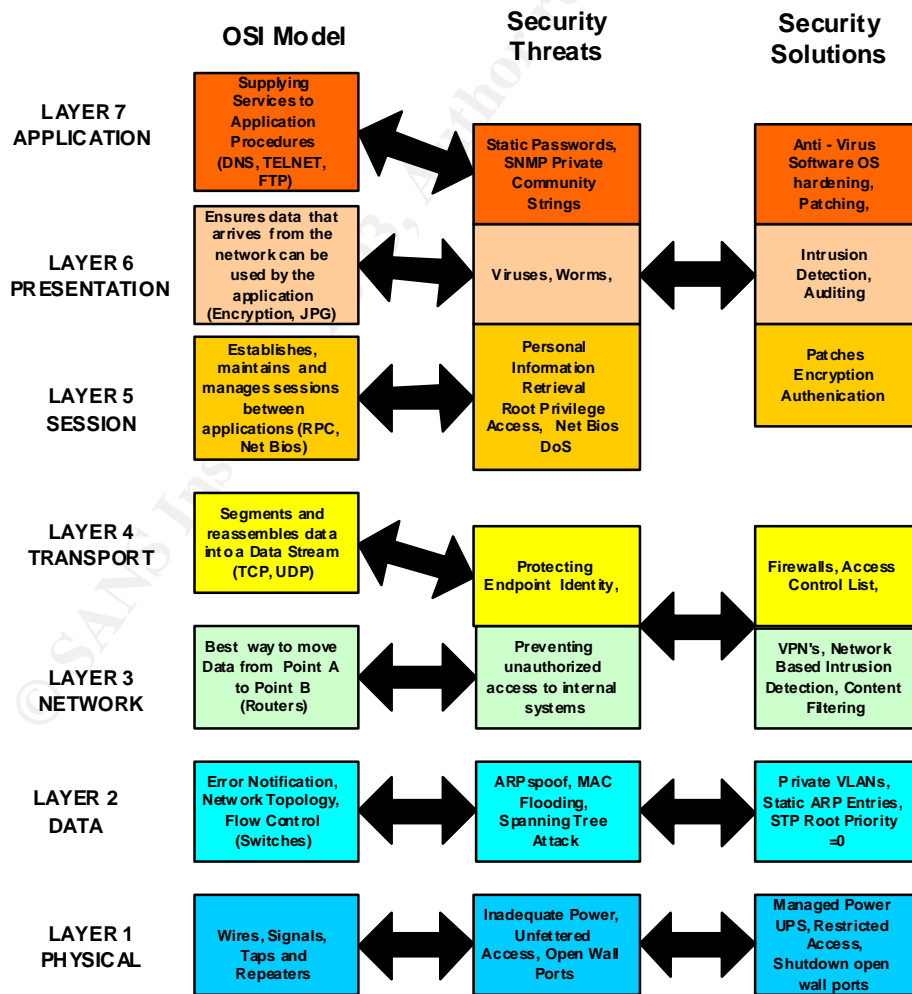 OSI Model
Security
Threats
Security
Solutions
LAYER 7
APPLICATION
Supplying
Services to
Application
Procedures
(DNS, TELNET,
FTP)
Static Passwords,
SNMP Private
Community
Strings
Anti - Virus
Software OS
hardening,
Patching,
LAYER 6
PRESENTATION
Ensures data that
arrives from the
network can be
used by the
application
(Encryption, JPG)
Viruses, Worms,
Intrusion
Detection,
Auditing
LAYER 5
SESSION
Establishes,
maintains and
manages sessions
between
applications (RPC,
Net Bios)
Personal
Information
Retrieval
Root Privilege
Access, Net Bios
DoS
Patches
Encryption
Authenication
LAYER 4
TRANSPORT
Segments and
reassembles data
into a Data Stream
(TCP, UDP)
Protecting
Endpoint Identity,
Firewalls, Access
Control List,
LAYER 3
NETWORK
Best way to move
Data from Point A
to Point B
(Routers)
Preventing
unauthorized
access to internal
systems
VPN's, Network
Based Intrusion
Detection, Content
Filtering
LAYER 2
DATA
Error Notification,
Network Topology,
Flow Control
(Switches)
ARPspoof, MAC
Flooding,
Spanning Tree
Attack
Private VLANs,
Static ARP Entries,
STP Root Priority
=0
LAYER 1
PHYSICAL
Wires, Signals,
Taps and
Repeaters
Inadequate Power,
Unfettered
Access, Open Wall
Ports
Managed Power
UPS, Restricted
Access,
Shutdown open
wall ports
© SANS Ins